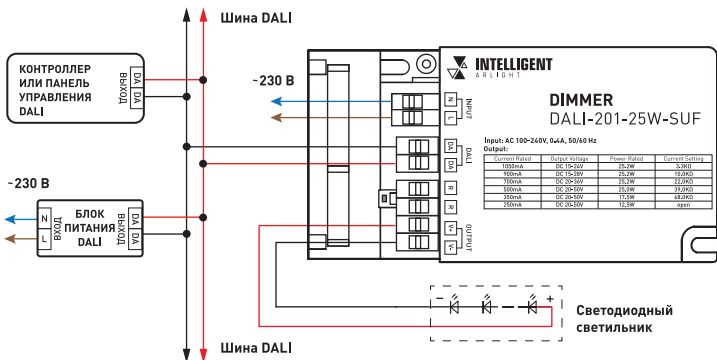 Шина DALI
КОНТРОЛЛЕР
ИЛИ ПАНЕЛЬ
УПРАВЛЕНИЯ
DALI
ВЫХОД
DA
DA
~230 В
N
L
ВХОД
БЛОК
ПИТАНИЯ
DALI
ВЫХОД
DA
DA
Шина DALI
~230 В
N
L
INPUT
DA
DA
DALI
R
R
V+
V-
OUTPUT
INTELLIGENT
ARLIGHT
DIMMER
DALI-201-25W-SUF
Input: AC 100-240V, 0,4A, 50/60 Hz
Output:
Current Rated Output Voltage Power Rated Current Setting
1050mA DC 15-24V 25,2W 3,3KΩ
900mA DC 15-28V 25,2W 10,0KΩ
700mA DC 20-36V 25,2W 22,0KΩ
500mA DC 20-50V 25,0W 39,0KΩ
350mA DC 20-50V 17,5W 68,0KΩ
250mA DC 20-50V 12,5W open
− +
Светодиодный
светильник